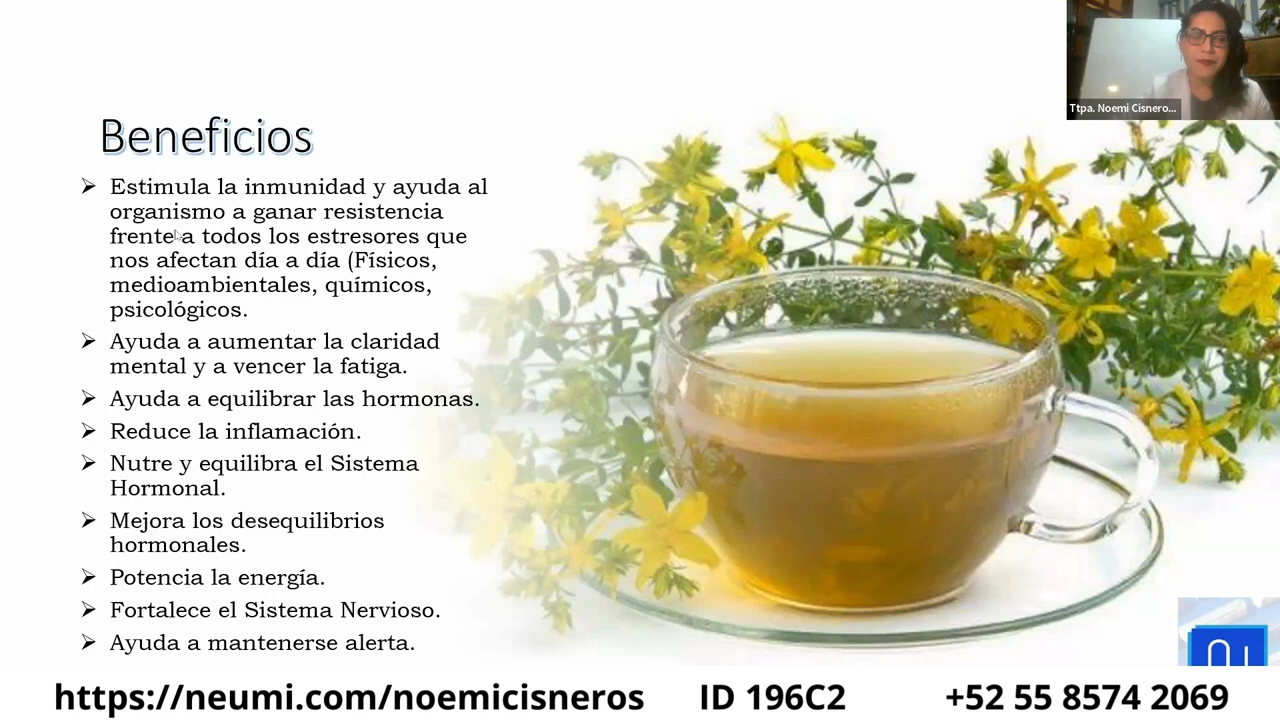 Ttpa. Noemi Cisnero...
Beneficios
➢ Estimula la inmunidad y ayuda al
organismo a ganar resistencia
frente a todos los estresores que
nos afectan día a día (Físicos,
medioambientales, químicos,
psicológicos.
➢ Ayuda a aumentar la claridad
mental y a vencer la fatiga.
➢ Ayuda a equilibrar las hormonas.
➢ Reduce la inflamación.
➢ Nutre y equilibra el Sistema
Hormonal.
➢ Mejora los desequilibrios
hormonales.
➢ Potencia la energía.
➢ Fortalece el Sistema Nervioso.
➢ Ayuda a mantenerse alerta.
https://neumi.com/noemicisneros ID 196C2 +52 55 8574 2069